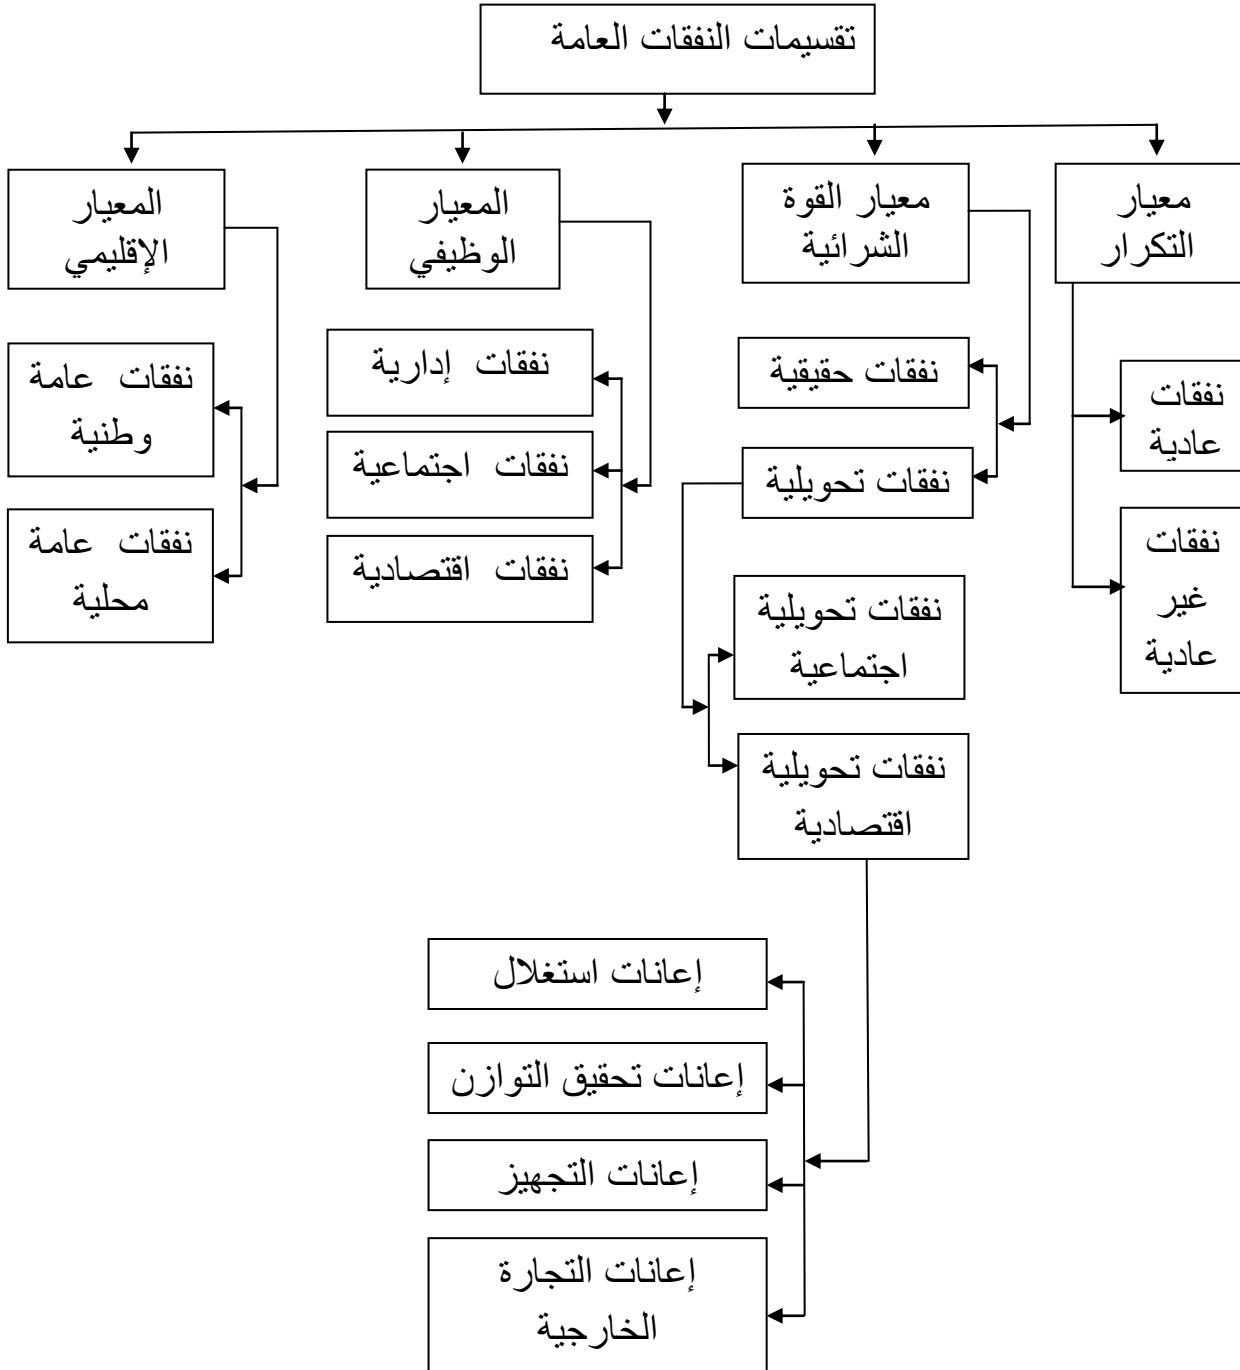 تقسيمات النفقات العامة
معيار
التكرار
معيار القوة
الشرائية
المعيار
الوظيفي
المعيار
الإقليمي
نفقات
عادية
نفقات
غير
عادية
نفقات حقيقية
نفقات تحويلية
نفقات تحويلية
اجتماعية
نفقات تحويلية
اقتصادية
نفقات إدارية
نفقات اجتماعية
نفقات اقتصادية
نفقات عامة
وطنية
نفقات عامة
محلية
إعانات استغلال
إعانات تحقيق التوازن
إعانات التجهيز
إعانات التجارة
الخارجية